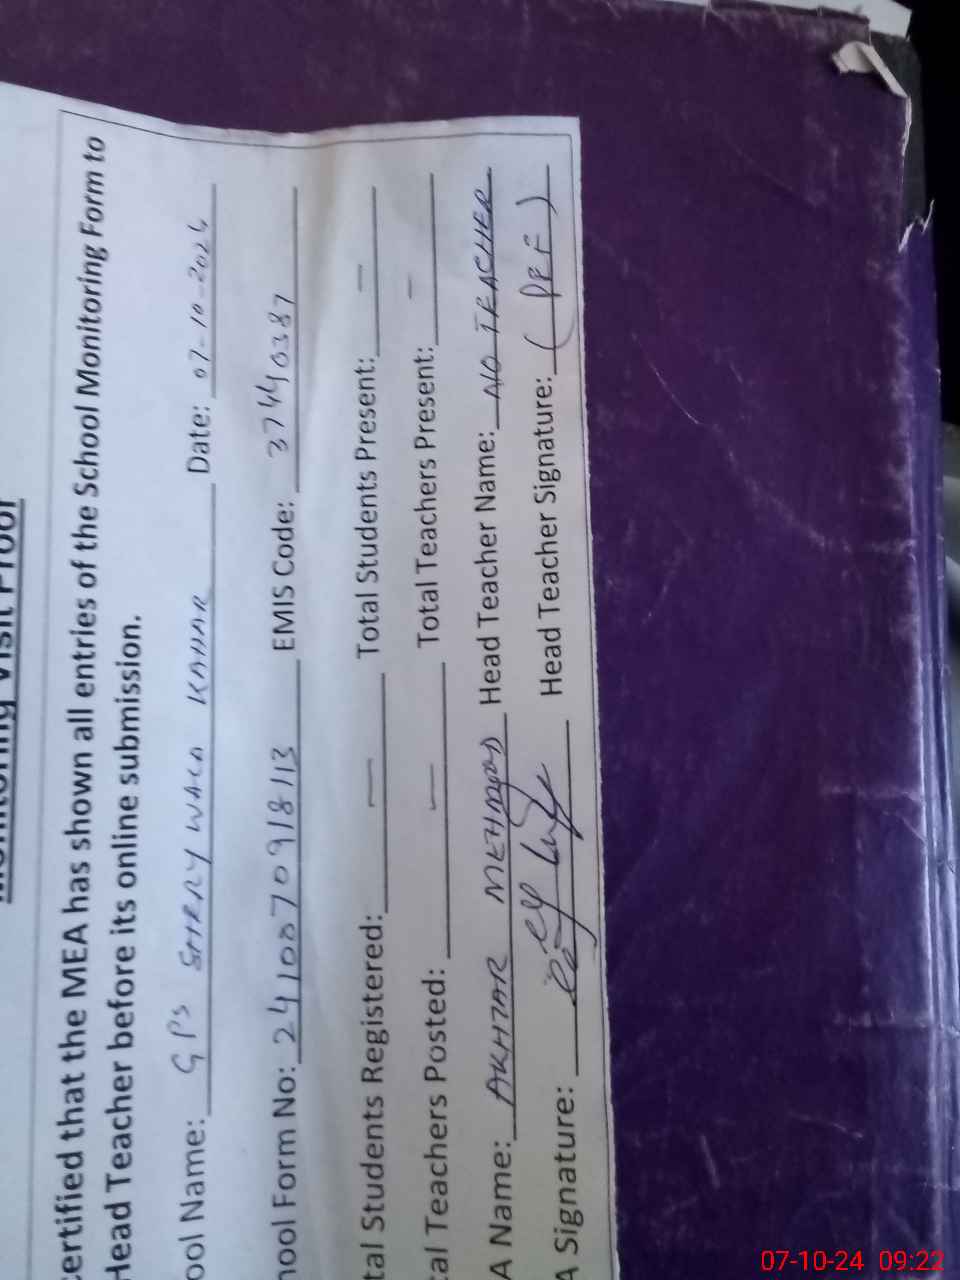 Monitoring Visit Proof
certified that the MEA has shown all entries of the School Monitoring Form to
Head Teacher before its online submission.
ool Name: GPS SHERNY WALA KAHAR Date: 07-10-2024
hool Form No: 2410070918113 EMIS Code: 37440387
tal Students Registered: — Total Students Present: —
tal Teachers Posted: — Total Teachers Present: —
A Name: AKHTAR MEHMOOD Head Teacher Name: NO TEACHER
A Signature: Head Teacher Signature: (PEF)
07-10-24 09:22